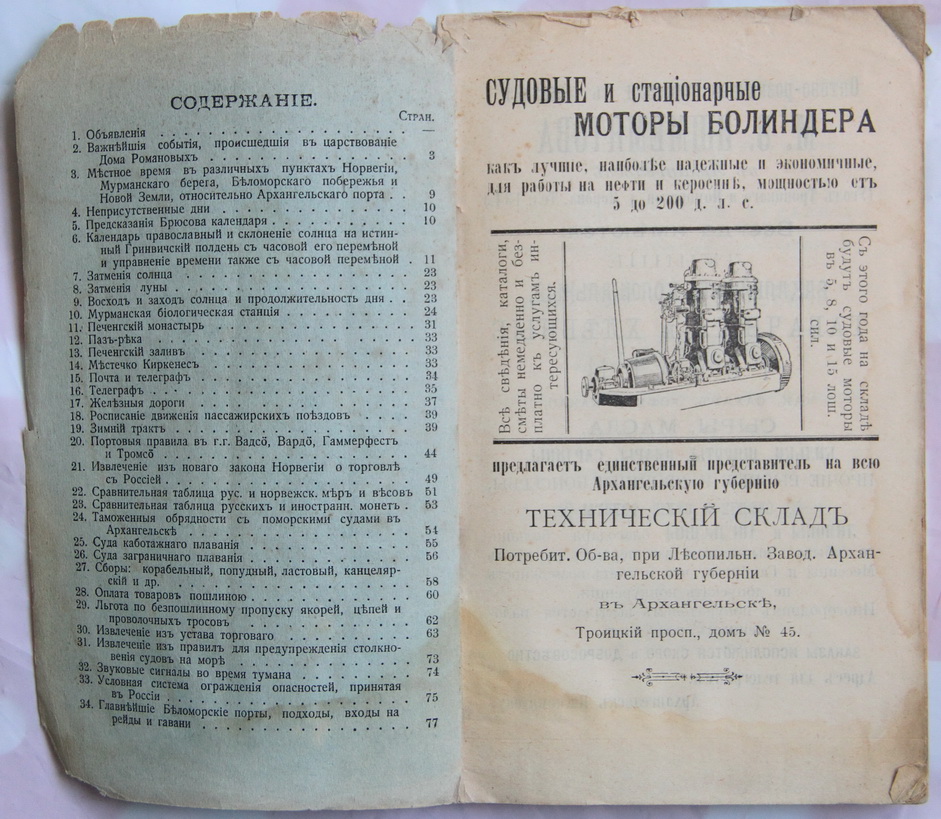 СОДЕРЖАНІЕ.
Стран.
1. Объявленія . . . . . . . . . . . . . . . . —
2. Важнѣйшія событія, происшедшія въ царствованіе
Дома Романовыхъ . . . . . . . . . . . . 3
3. Мѣстное время въ различныхъ пунктахъ Норвегіи,
Мурманскаго берега, Бѣломорскаго побережья и
Новой Земли, относительно Архангельскаго порта . . 9
4. Неприсутственные дни . . . . . . . . . . . 10
5. Предсказанія Брюсова календаря . . . . . . . . 10
6. Календарь православный и склоненіе солнца на истин-
ный Гринвичскій полдень съ часовой его перемѣной
и управненіе времени также съ часовой перемѣной . 11
7. Затменія солнца . . . . . . . . . . . . . 23
8. Затменія луны . . . . . . . . . . . . . . 23
9. Восходъ и заходъ солнца и продолжительность дня . . 23
10. Мурманская біологическая станція . . . . . . . 24
11. Печенгскій монастырь . . . . . . . . . . . 31
12. Пазъ-рѣка . . . . . . . . . . . . . . . 33
13. Печенгскій заливъ . . . . . . . . . . . . 33
14. Мѣстечко Киркенесъ . . . . . . . . . . . . 33
15. Почта и телеграфъ . . . . . . . . . . . . 34
16. Телеграфъ . . . . . . . . . . . . . . . 35
17. Желѣзныя дороги . . . . . . . . . . . . . 37
18. Росписаніе движенія пассажирскихъ поѣздовъ . . . . 39
19. Зимній трактъ . . . . . . . . . . . . . . 39
20. Портовыя правила въ г.г. Вадсö, Вардö, Гаммерфестъ
и Тромсö . . . . . . . . . . . . . . . 44
21. Извлеченіе изъ новаго закона Норвегіи о торговлѣ
съ Россіей . . . . . . . . . . . . . . 49
22. Сравнительная таблица рус. и норвежск. мѣръ и вѣсовъ 51
23. Сравнительная таблица русскихъ и иностранн. монетъ . 53
24. Таможенныя обрядности съ поморскими судами въ
Архангельскѣ . . . . . . . . . . . . . 54
25. Суда каботажнаго плаванія . . . . . . . . . 55
26. Суда заграничнаго плаванія . . . . . . . . . 56
27. Сборы: корабельный, попудный, ластовый, канцеляр-
скій и др. . . . . . . . . . . . . . . 58
28. Оплата товаровъ пошлиною . . . . . . . . . 60
29. Льгота по безпошлинному пропуску якорей, цѣпей и
проволочныхъ тросовъ . . . . . . . . . . 62
30. Извлеченіе изъ устава торговаго . . . . . . . 63
31. Извлеченіе изъ правилъ для предупрежденія столкно-
венія судовъ на морѣ . . . . . . . . . . 73
32. Звуковые сигналы во время тумана . . . . . . 74
33. Условная система огражденія опасностей, принятая
въ Россіи . . . . . . . . . . . . . . 75
34. Главнѣйшіе Бѣломорскіе порты, подходы, входы на
рейды и гавани . . . . . . . . . . . . 77
СУДОВЫЕ и стаціонарные
МОТОРЫ БОЛИНДЕРА
какъ лучшіе, наиболѣе надежные и экономичные,
для работы на нефти и керосинѣ, мощностью отъ
5 до 200 д. л. с.
Всѣ свѣдѣнія, каталоги,
смѣты немедленно и без-
платно къ услугамъ ин-
тересующихся.
Съ этого года на складѣ
будутъ судовые моторы
въ 5, 8, 10 и 15 лош.
сил.
предлагаетъ единственный представитель на всю
Архангельскую губернію
ТЕХНИЧЕСКІЙ СКЛАДЪ
Потребит. Об-ва, при Лѣсопильн. Завод. Архан-
гельской губерніи
въ Архангельскѣ,
Троицкій просп., домъ № 45.